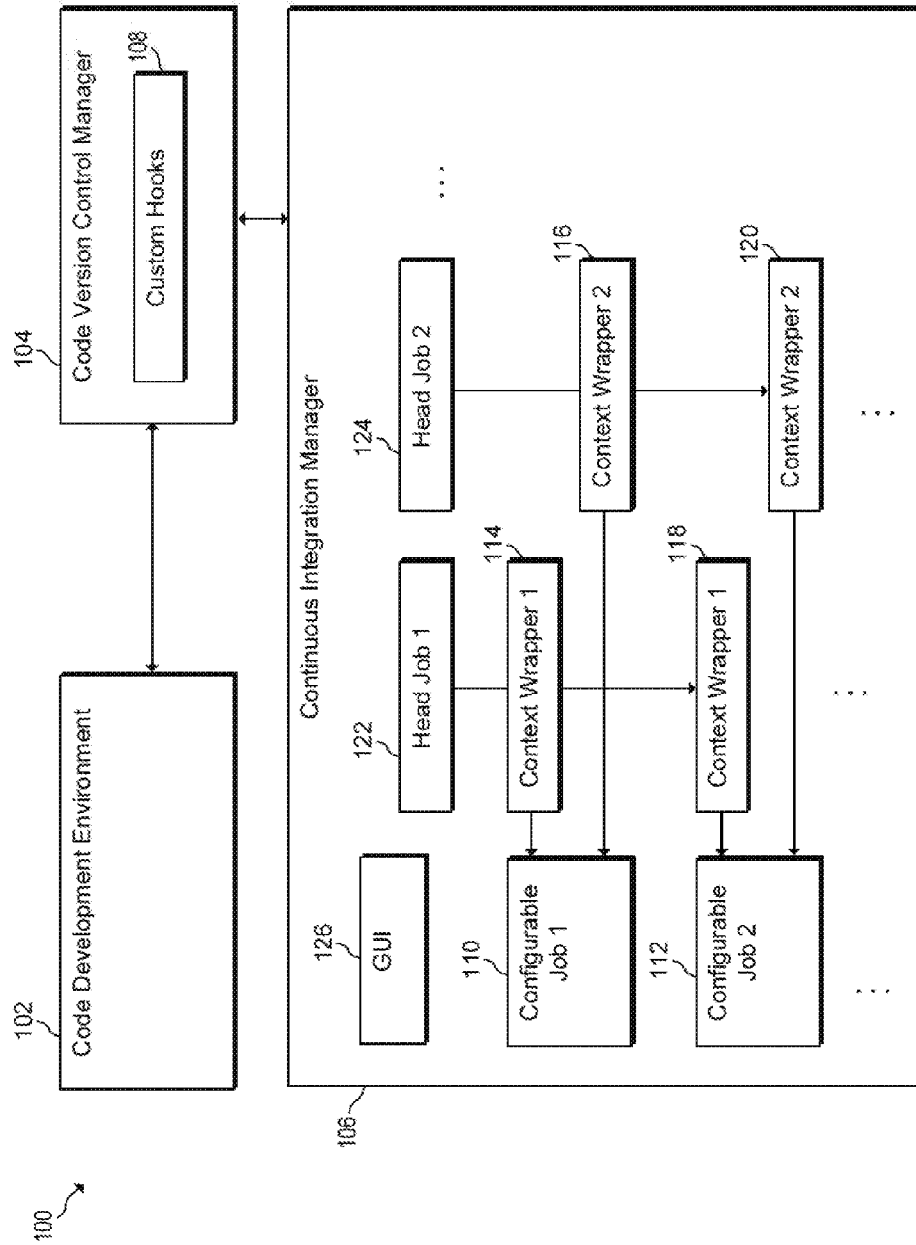 100
102
Code Development Environment
104
Code Version Control Manager
108
Custom Hooks
106
Continuous Integration Manager
126
GUI
122
Head Job 1
124
Head Job 2
...
110
Configurable
Job 1
114
Context Wrapper 1
116
Context Wrapper 2
112
Configurable
Job 2
118
Context Wrapper 1
120
Context Wrapper 2
...
...
...